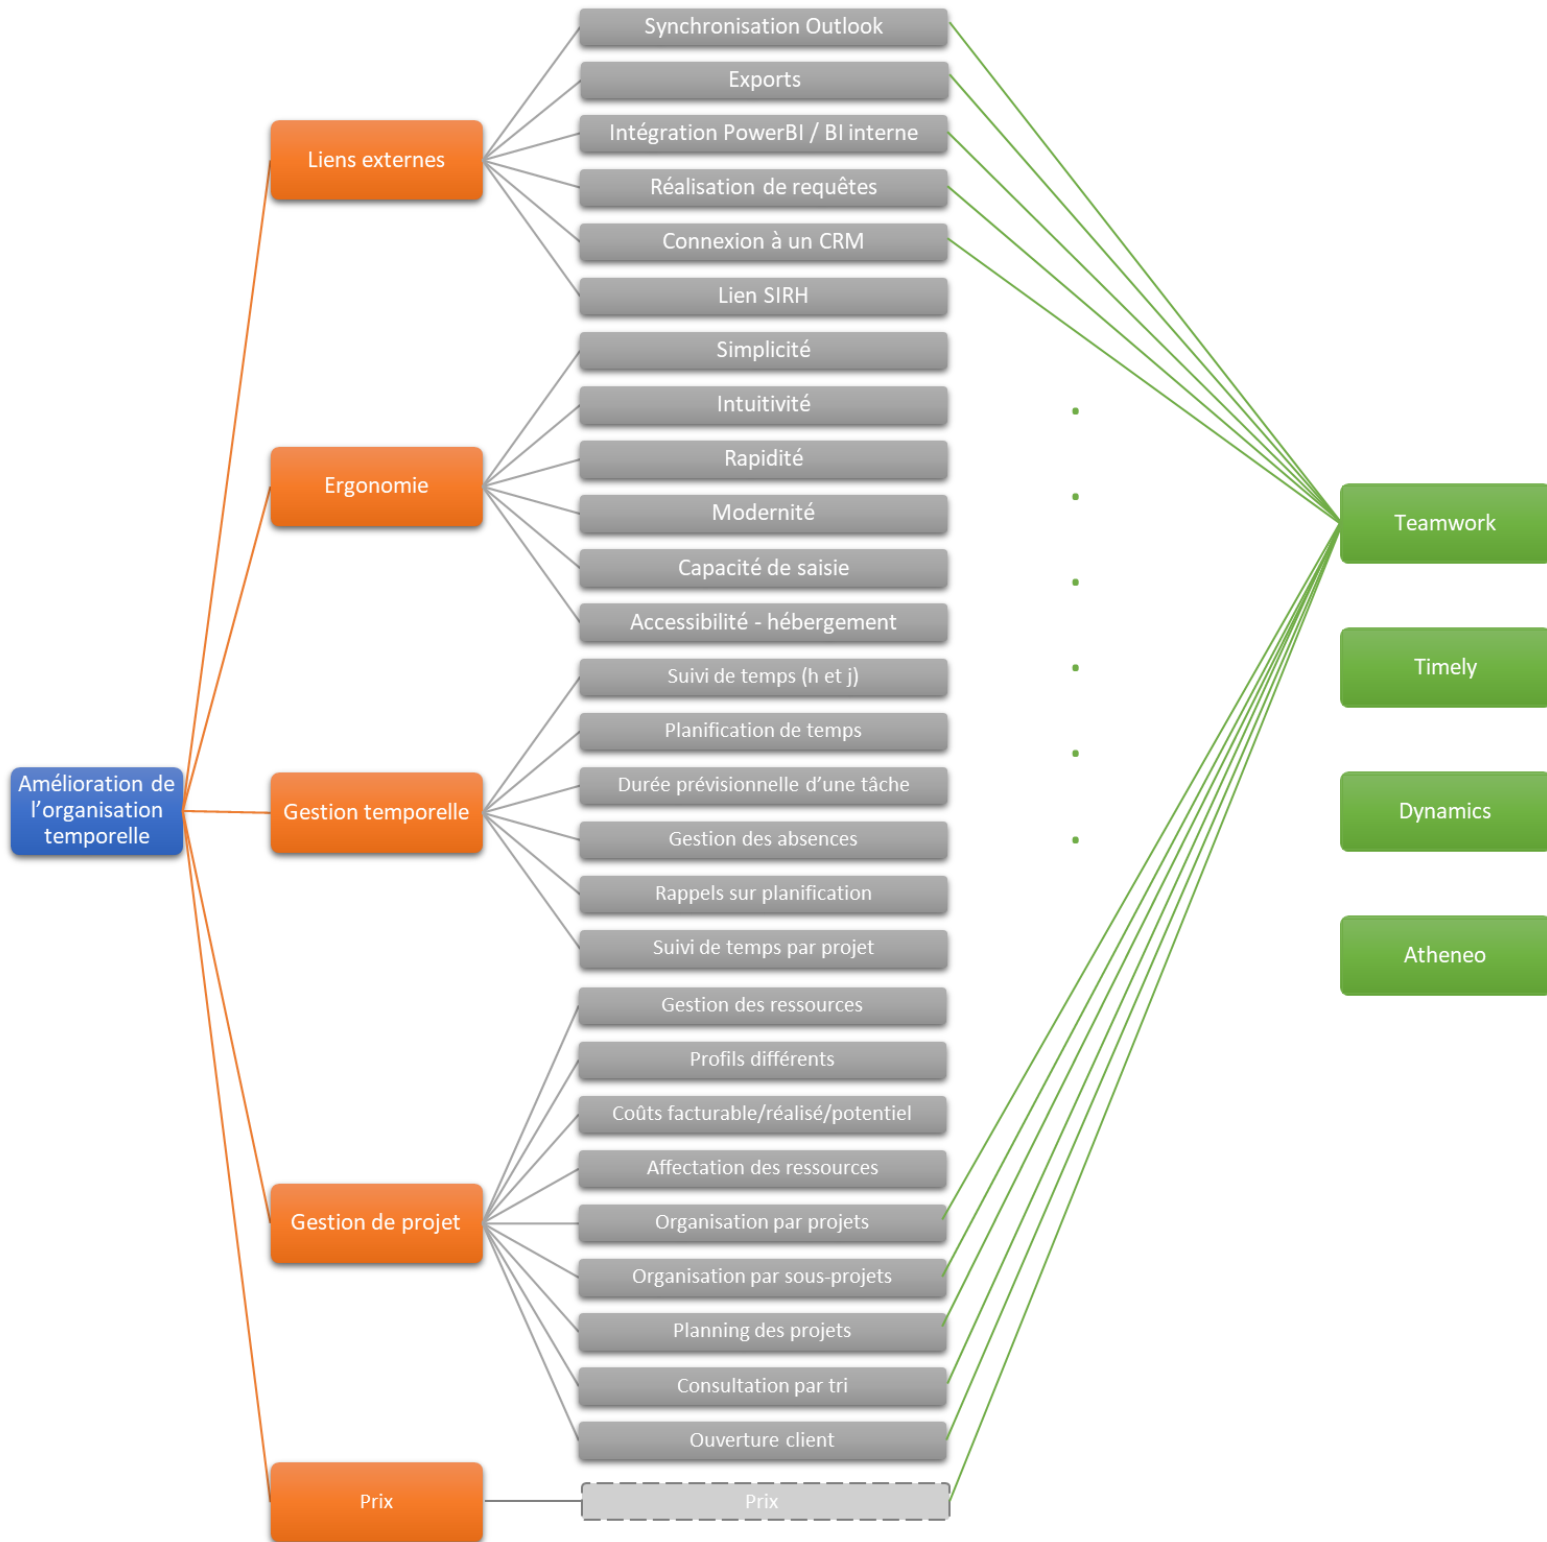 Amélioration de
l’organisation
temporelle
Liens externes
Synchronisation Outlook
Exports
Intégration PowerBI / BI interne
Réalisation de requêtes
Connexion à un CRM
Lien SIRH
Ergonomie
Simplicité
Intuitivité
Rapidité
Modernité
Capacité de saisie
Accessibilité - hébergement
Gestion temporelle
Suivi de temps (h et j)
Planification de temps
Durée prévisionnelle d’une tâche
Gestion des absences
Rappels sur planification
Suivi de temps par projet
Gestion de projet
Gestion des ressources
Profils différents
Coûts facturable/réalisé/potentiel
Affectation des ressources
Organisation par projets
Organisation par sous-projets
Planning des projets
Consultation par tri
Ouverture client
Prix
Prix
Teamwork
Timely
Dynamics
Atheneo